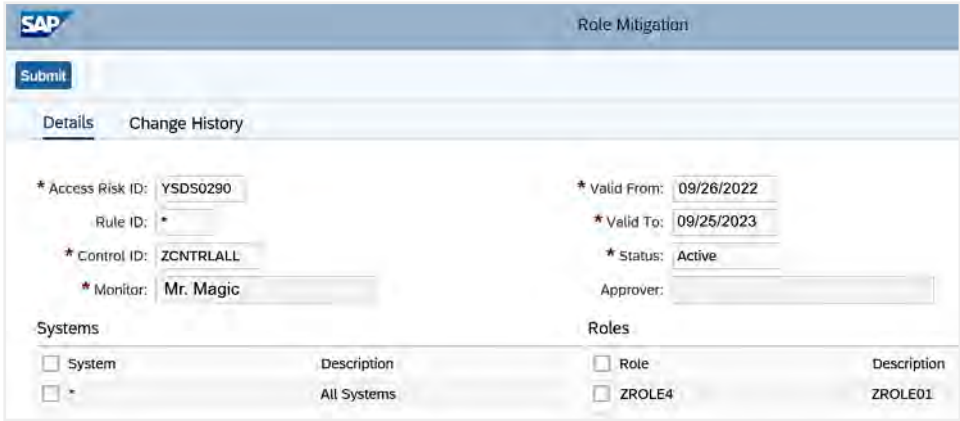 SAP Role Mitigation
Submit
Details Change History
* Access Risk ID: YSDS0290 * Valid From: 09/26/2022
Rule ID: * * Valid To: 09/25/2023
* Control ID: ZCNTRLALL * Status: Active
* Monitor: Mr. Magic Approver:
Systems Roles
System Description Role Description
* All Systems ZROLE4 ZROLE01